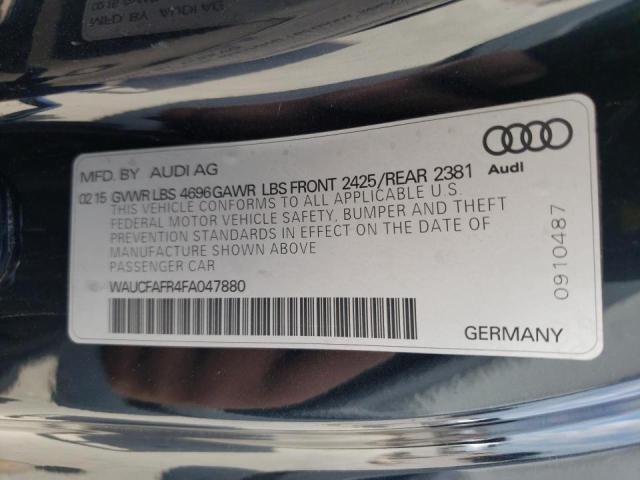 MFD. BY AUDI AG
Audi
02 15 GVWR LBS 4696 GAWR LBS FRONT 2425/REAR 2381
THIS VEHICLE CONFORMS TO ALL APPLICABLE U.S.
FEDERAL MOTOR VEHICLE SAFETY, BUMPER AND THEFT
PREVENTION STANDARDS IN EFFECT ON THE DATE OF
MANUFACTURE SHOWN ABOVE
PASSENGER CAR
WAUCFAFR4FA047880
0910487
GERMANY